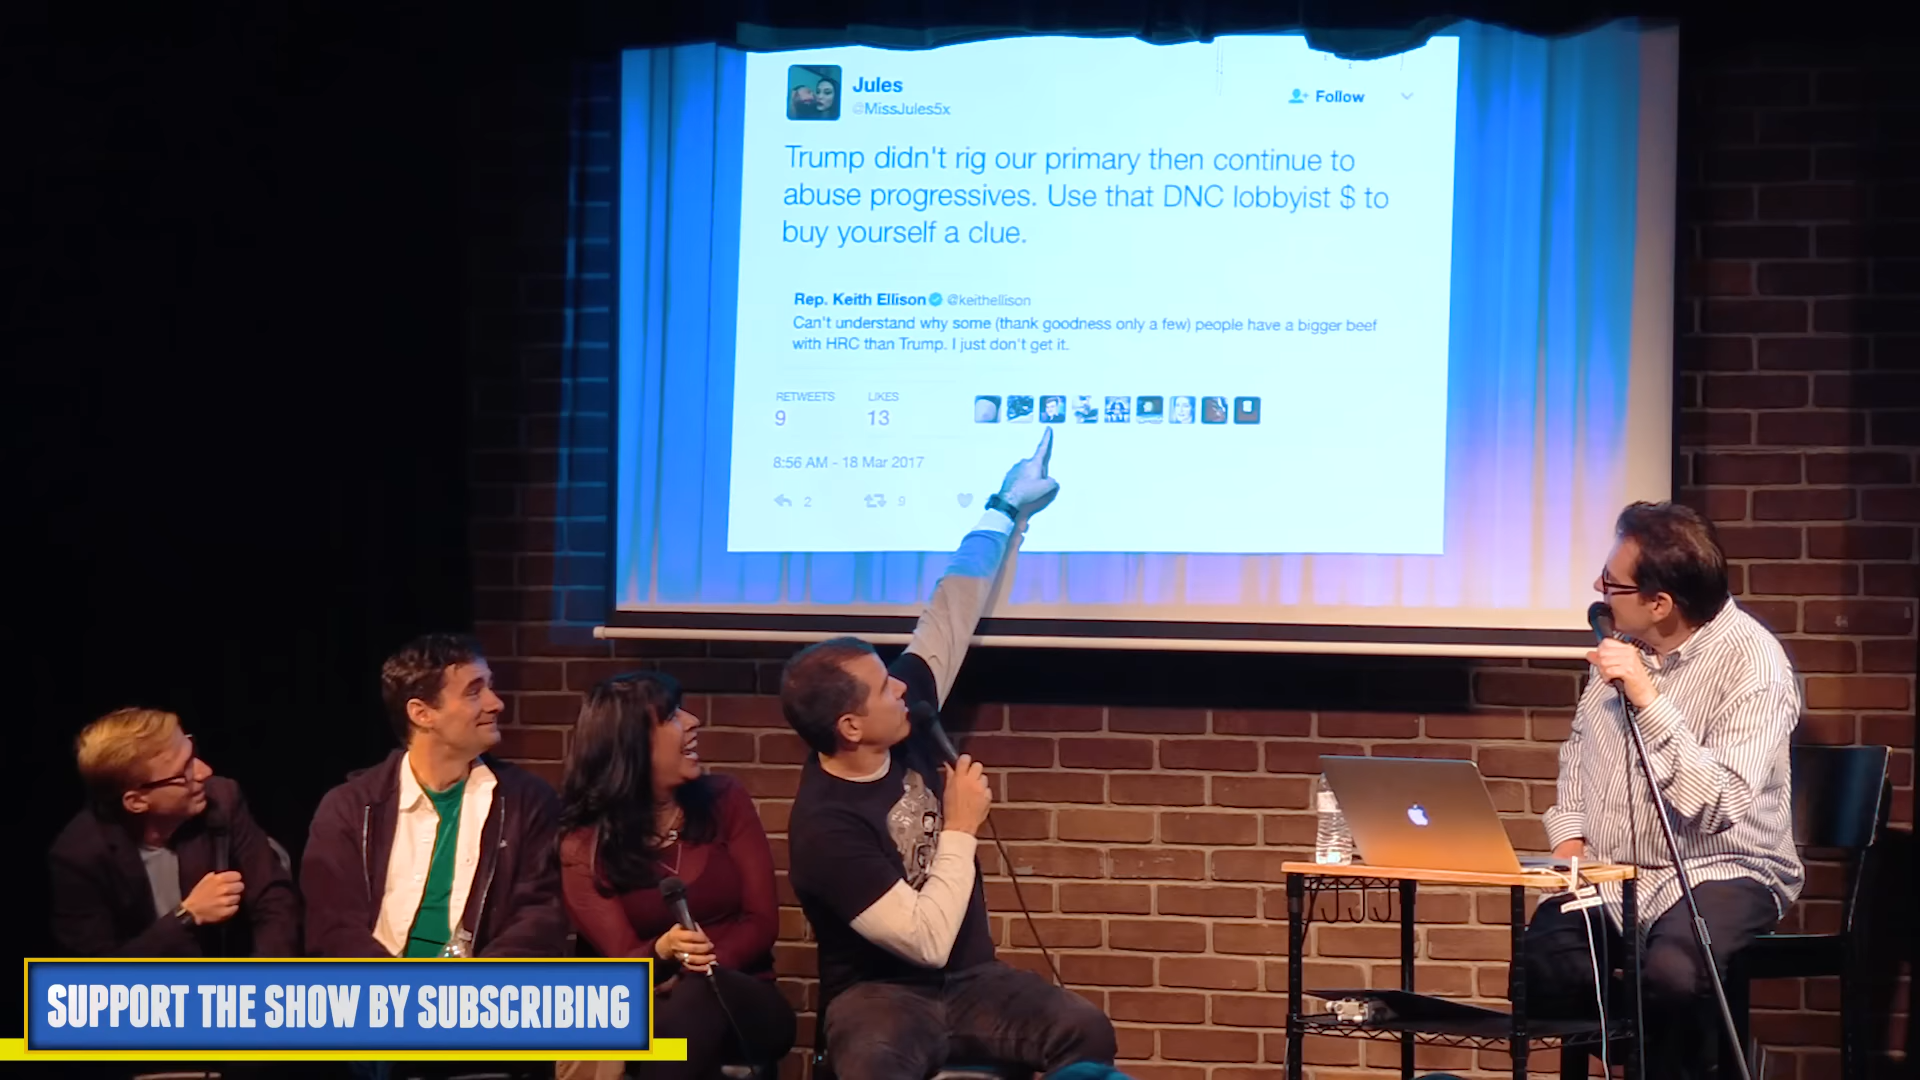 Jules
@MissJules5x
Follow
Trump didn't rig our primary then continue to
abuse progressives. Use that DNC lobbyist $ to
buy yourself a clue.
Rep. Keith Ellison @keithellison
Can't understand why some (thank goodness only a few) people have a bigger beef
with HRC than Trump. I just don't get it.
RETWEETS LIKES
9 13
8:56 AM - 18 Mar 2017
2 9
SUPPORT THE SHOW BY SUBSCRIBING